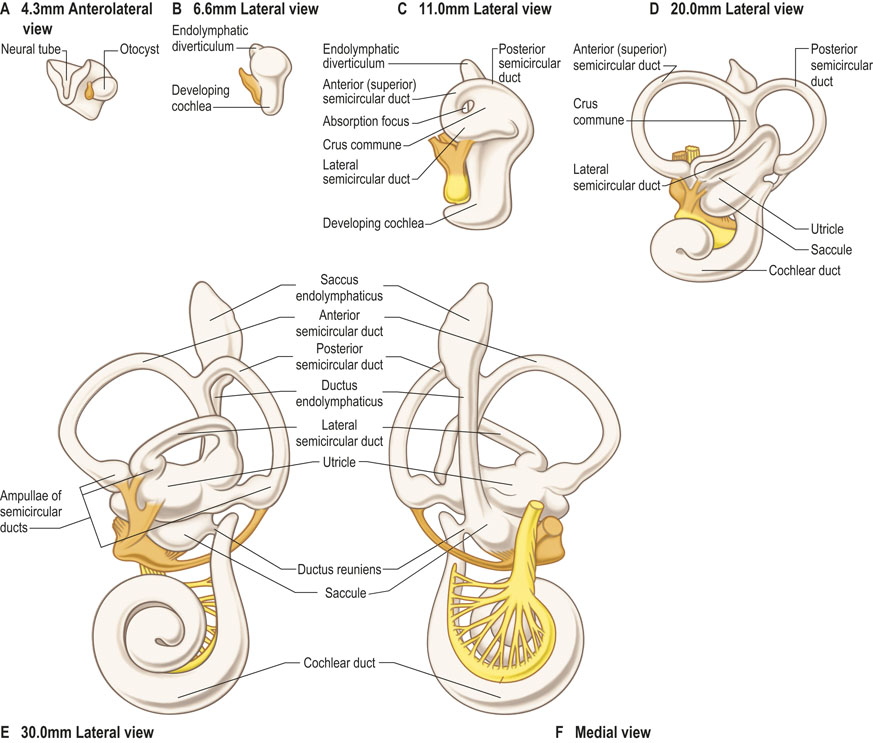 A 4.3mm Anterolateral
view
Neural tube
Otocyst
B 6.6mm Lateral view
Endolymphatic
diverticulum
Developing
cochlea
C 11.0mm Lateral view
Endolymphatic
diverticulum
Posterior
semicircular
duct
Anterior (superior)
semicircular duct
Absorption focus
Crus commune
Lateral
semicircular duct
Developing cochlea
D 20.0mm Lateral view
Anterior (superior)
semicircular duct
Posterior
semicircular
duct
Crus
commune
Lateral
semicircular duct
Utricle
Saccule
Cochlear duct
Saccus
endolymphaticus
Anterior
semicircular duct
Posterior
semicircular duct
Ductus
endolymphaticus
Lateral
semicircular duct
Utricle
Ampullae of
semicircular
ducts
Ductus reuniens
Saccule
Cochlear duct
E 30.0mm Lateral view
F Medial view